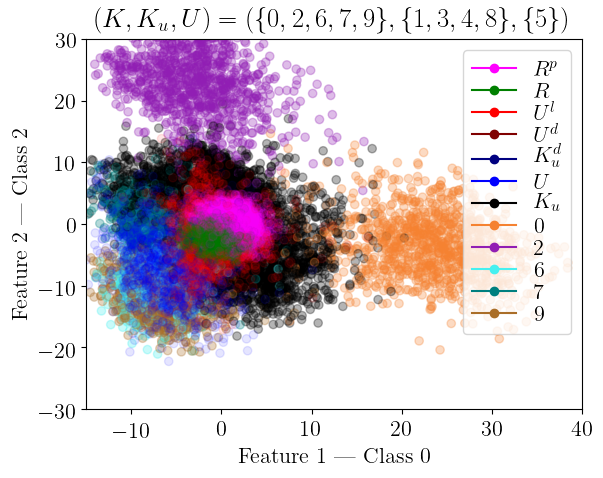 (K, K_u, U) = ({0, 2, 6, 7, 9}, {1, 3, 4, 8}, {5})
30
20
10
0
−10
−20
−30
Feature 2 — Class 2
R^p
R
U^l
U^d
K_u^d
U
K_u
0
2
6
7
9
−10
0
10
20
30
40
Feature 1 — Class 0